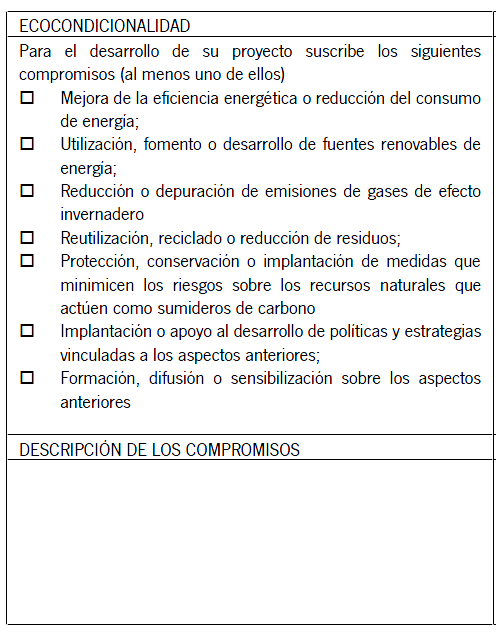 ECOCONDICIONALIDAD
Para el desarrollo de su proyecto suscribe los siguientes
compromisos (al menos uno de ellos)
☐ Mejora de la eficiencia energética o reducción del consumo
de energía;
☐ Utilización, fomento o desarrollo de fuentes renovables de
energía;
☐ Reducción o depuración de emisiones de gases de efecto
invernadero
☐ Reutilización, reciclado o reducción de residuos;
☐ Protección, conservación o implantación de medidas que
minimicen los riesgos sobre los recursos naturales que
actúen como sumideros de carbono
☐ Implantación o apoyo al desarrollo de políticas y estrategias
vinculadas a los aspectos anteriores;
☐ Formación, difusión o sensibilización sobre los aspectos
anteriores
DESCRIPCIÓN DE LOS COMPROMISOS